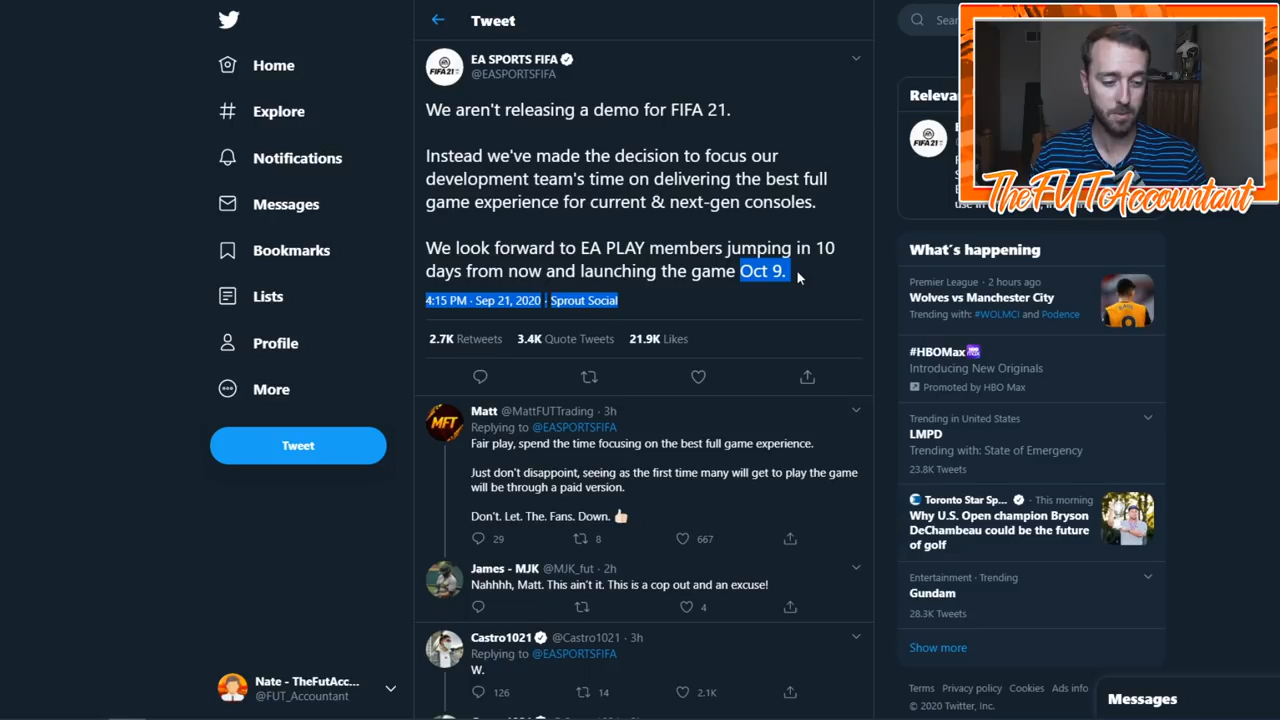 Tweet
Home
Explore
Notifications
Messages
Bookmarks
Lists
Profile
More
Tweet
Nate - TheFutAcc...
@FUT_Accountant
EA SPORTS FIFA
@EASPORTSFIFA
FIFA21
We aren't releasing a demo for FIFA 21.
Instead we've made the decision to focus our
development team's time on delivering the best full
game experience for current & next-gen consoles.
We look forward to EA PLAY members jumping in 10
days from now and launching the game Oct 9.
4:15 PM · Sep 21, 2020 · Sprout Social
2.7K Retweets 3.4K Quote Tweets 21.9K Likes
MFT
Matt @MattFUTTrading · 3h
Replying to @EASPORTSFIFA
Fair play, spend the time focusing on the best full game experience.
Just don't disappoint, seeing as the first time many will get to play the game
will be through a paid version.
Don't. Let. The. Fans. Down. 👍🏻
29 8 667
James - MJK @MJK_fut · 2h
Nahhhh, Matt. This ain't it. This is a cop out and an excuse!
4
Castro1021 @Castro1021 · 3h
Replying to @EASPORTSFIFA
W.
126 14 2.1K
FIFA21
TheFUTAccountant
What's happening
Premier League · 2 hours ago
Wolves vs Manchester City
Trending with: #WOLMCI and Podence
#HBOMax
Introducing New Originals
Promoted by HBO Max
Trending in United States
LMPD
Trending with: State of Emergency
23.8K Tweets
Toronto Star Sp... · This morning
Why U.S. Open champion Bryson
DeChambeau could be the future
of golf
Entertainment · Trending
Gundam
28.3K Tweets
Show more
Terms Privacy policy Cookies Ads info
© 2020 Twitter, Inc.
Messages